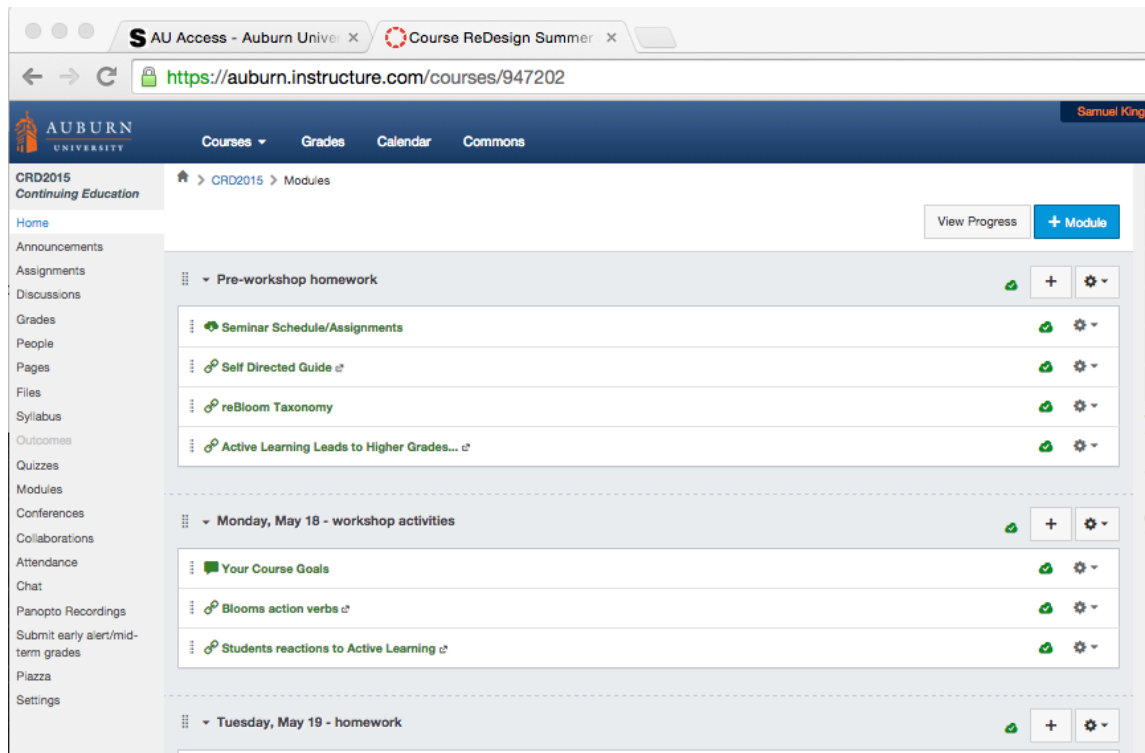 AU Access - Auburn Univer
Course ReDesign Summer
https://auburn.instructure.com/courses/947202
Samuel King
AUBURN
UNIVERSITY
Courses
Grades
Calendar
Commons
CRD2015
Continuing Education
CRD2015 > Modules
View Progress
+ Module
Home
Announcements
Assignments
Discussions
Grades
People
Pages
Files
Syllabus
Outcomes
Quizzes
Modules
Conferences
Collaborations
Attendance
Chat
Panopto Recordings
Submit early alert/mid-
term grades
Piazza
Settings
Pre-workshop homework
Seminar Schedule/Assignments
Self Directed Guide
reBloom Taxonomy
Active Learning Leads to Higher Grades...
Monday, May 18 - workshop activities
Your Course Goals
Blooms action verbs
Students reactions to Active Learning
Tuesday, May 19 - homework